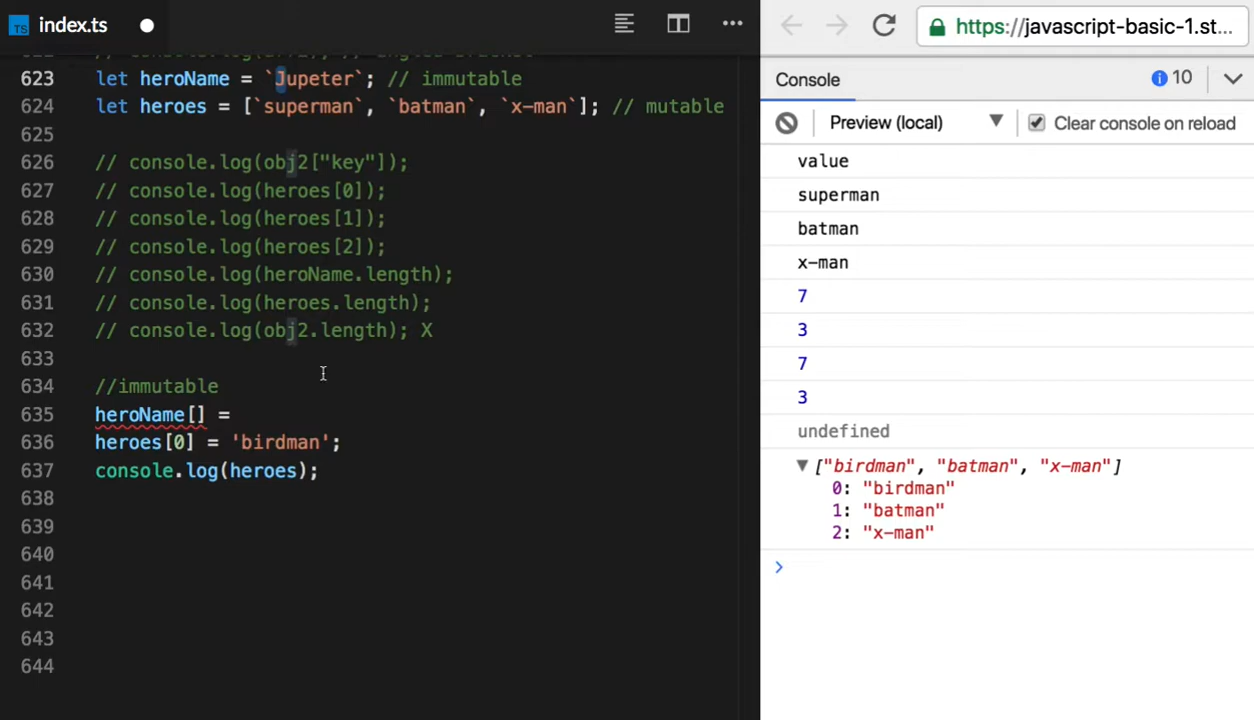 TS index.ts
623 let heroName = `Jupeter`; // immutable
624 let heroes = [`superman`, `batman`, `x-man`]; // mutable
625
626 // console.log(obj2["key"]);
627 // console.log(heroes[0]);
628 // console.log(heroes[1]);
629 // console.log(heroes[2]);
630 // console.log(heroName.length);
631 // console.log(heroes.length);
632 // console.log(obj2.length); X
633
634 //immutable
635 heroName[] =
636 heroes[0] = 'birdman';
637 console.log(heroes);
638
639
640
641
642
643
644
https://javascript-basic-1.st...
Console
10
Preview (local)
Clear console on reload
value
superman
batman
x-man
7
3
7
3
undefined
["birdman", "batman", "x-man"]
0: "birdman"
1: "batman"
2: "x-man"
>